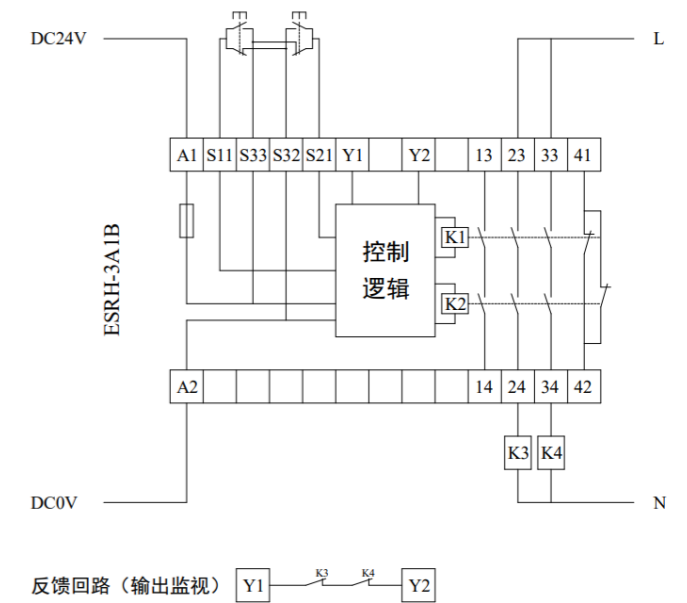 DC24V
L
A1 S11 S33 S32 S21 Y1 Y2 13 23 33 41
ESRH-3A1B
控制
逻辑
K1
K2
A2 14 24 34 42
K3 K4
DC0V
N
反馈回路（输出监视） Y1 K3 K4 Y2